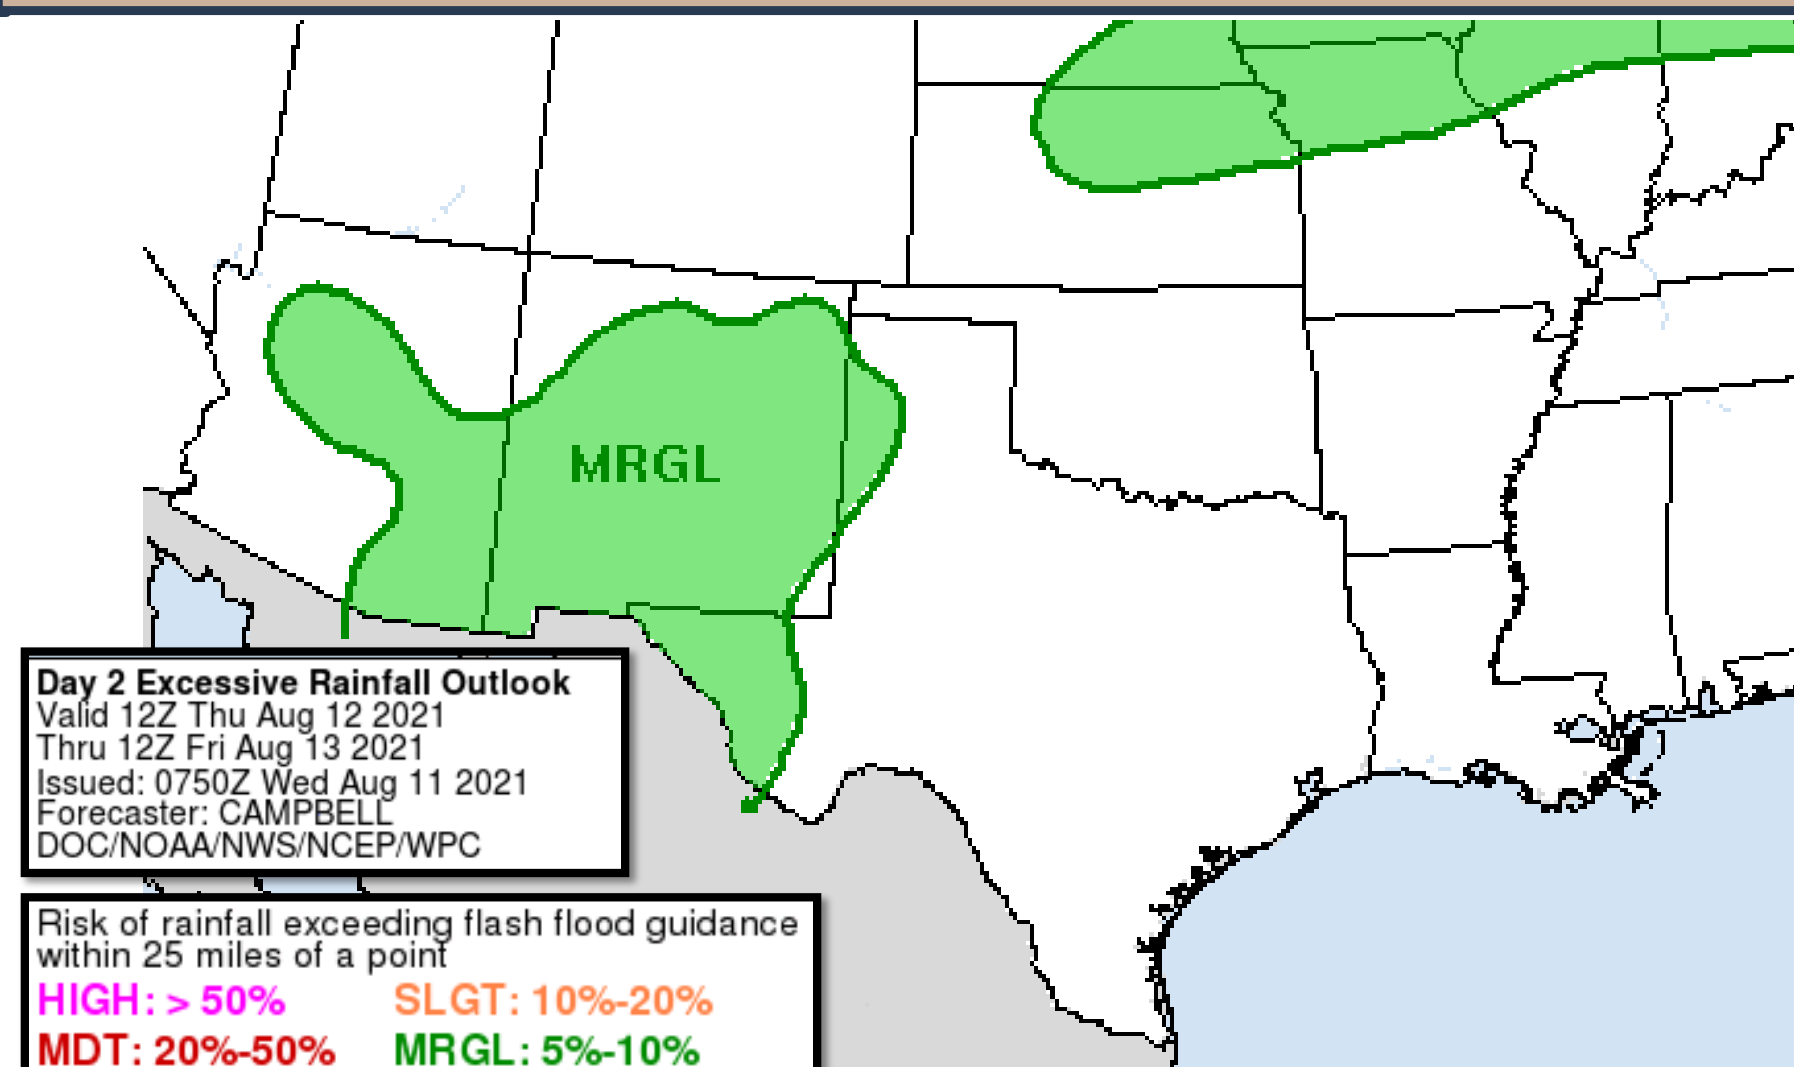 MRGL
Day 2 Excessive Rainfall Outlook
Valid 12Z Thu Aug 12 2021
Thru 12Z Fri Aug 13 2021
Issued: 0750Z Wed Aug 11 2021
Forecaster: CAMPBELL
DOC/NOAA/NWS/NCEP/WPC
Risk of rainfall exceeding flash flood guidance
within 25 miles of a point
HIGH: > 50% SLGT: 10%-20%
MDT: 20%-50% MRGL: 5%-10%